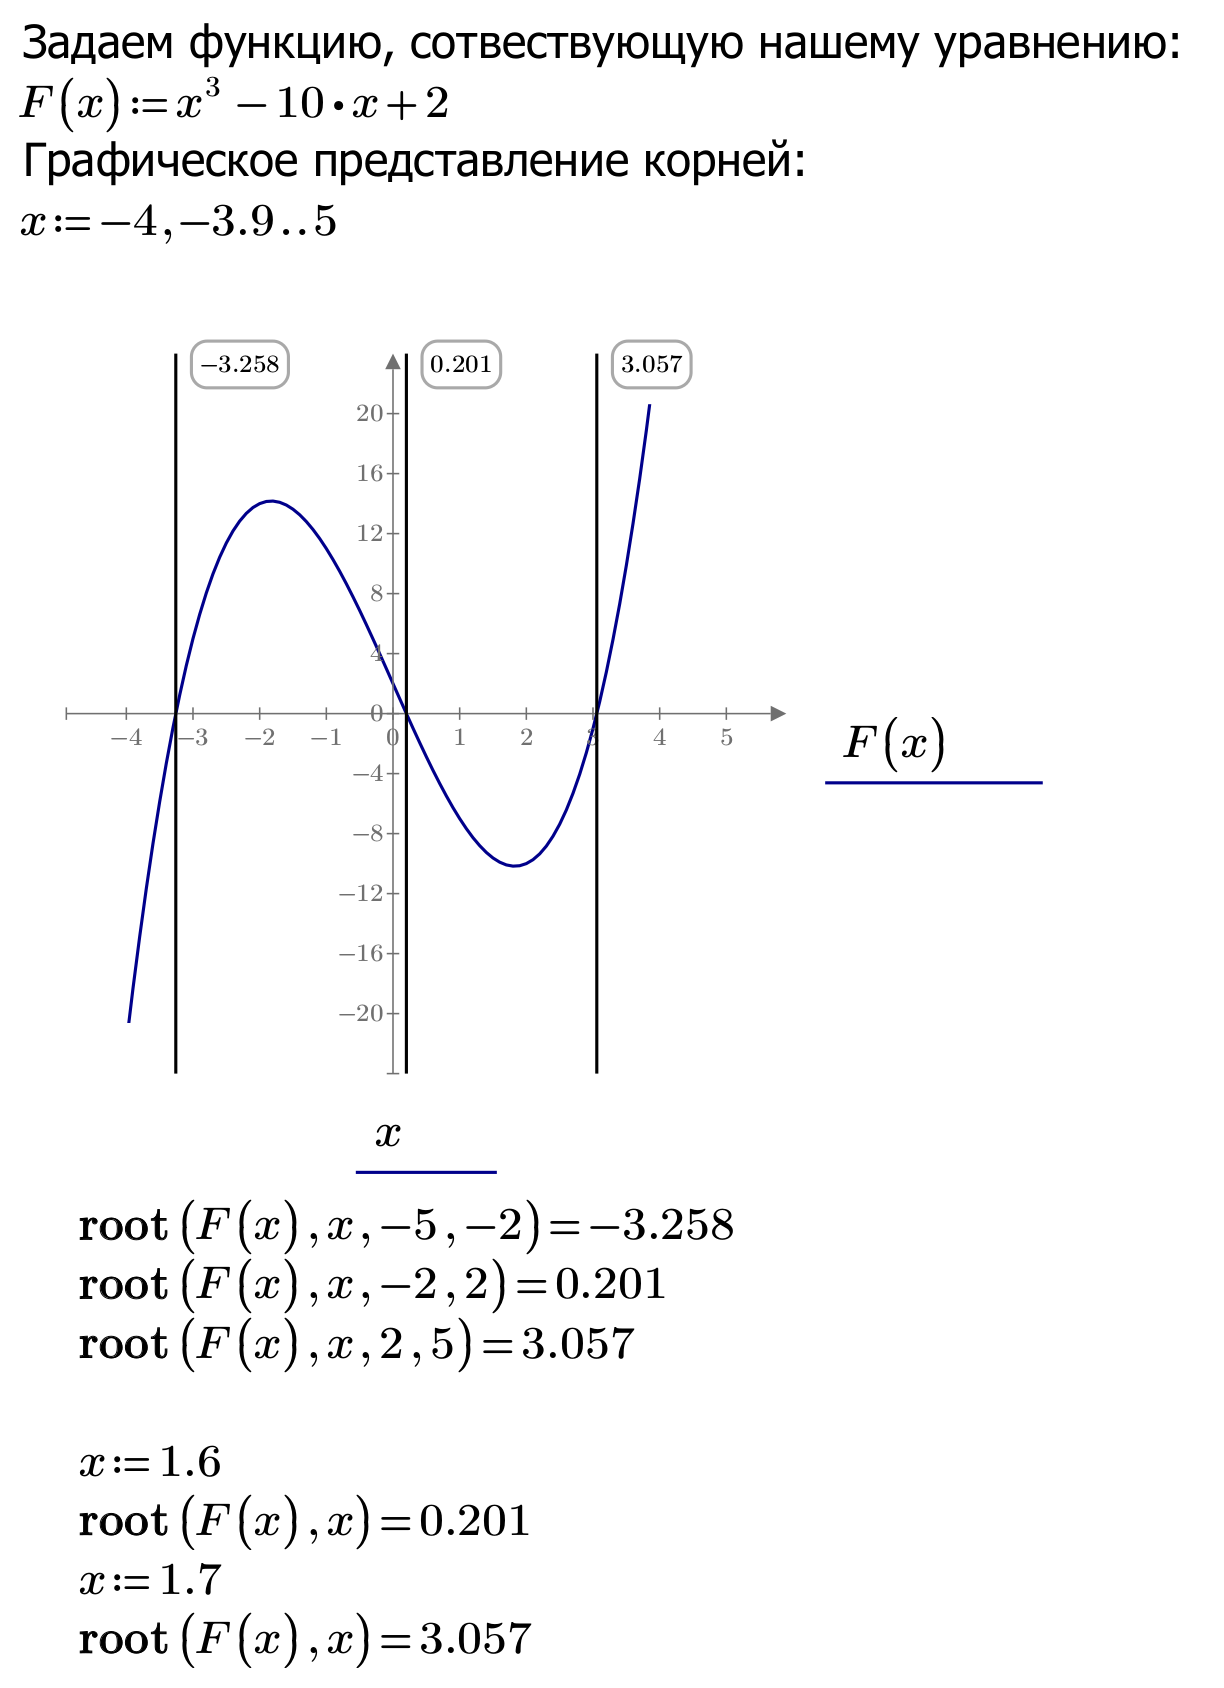 Задаем функцию, сотвествующую нашему уравнению:
F(x):=x³−10·x+2
Графическое представление корней:
x:=−4,−3.9..5
−3.258 0.201 3.057
20
16
12
8
4
0
−4 −3 −2 −1 0 1 2 3 4 5
F(x)
−4
−8
−12
−16
−20
x
root(F(x),x,−5,−2)=−3.258
root(F(x),x,−2,2)=0.201
root(F(x),x,2,5)=3.057
x:=1.6
root(F(x),x)=0.201
x:=1.7
root(F(x),x)=3.057